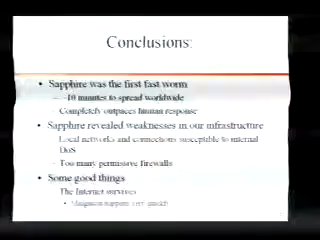 Conclusions:
• Sapphire was the first fast worm
– ~10 minutes to spread worldwide
– Completely outpaces human response
• Sapphire revealed weaknesses in our infrastructure
– Local networks and connections susceptible to internal
DoS
– Too many permissive firewalls
• Some good things
– The Internet survives